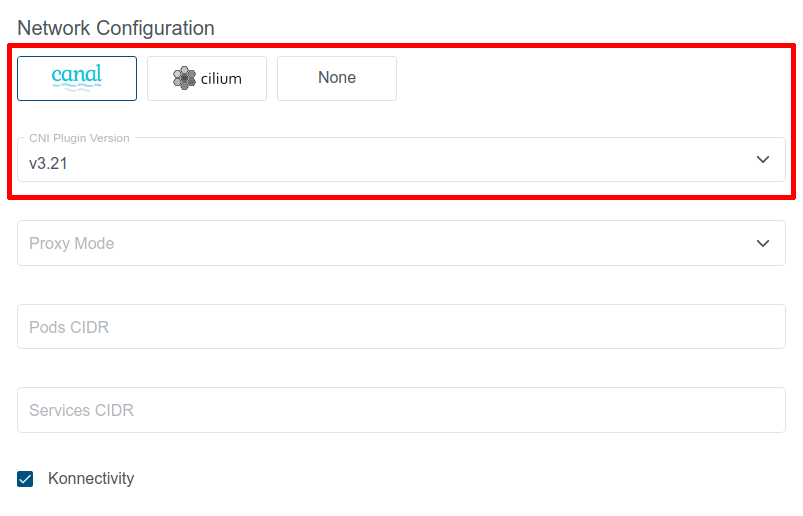 Network Configuration
canal cilium None
CNI Plugin Version
v3.21
Proxy Mode
Pods CIDR
Services CIDR
Konnectivity